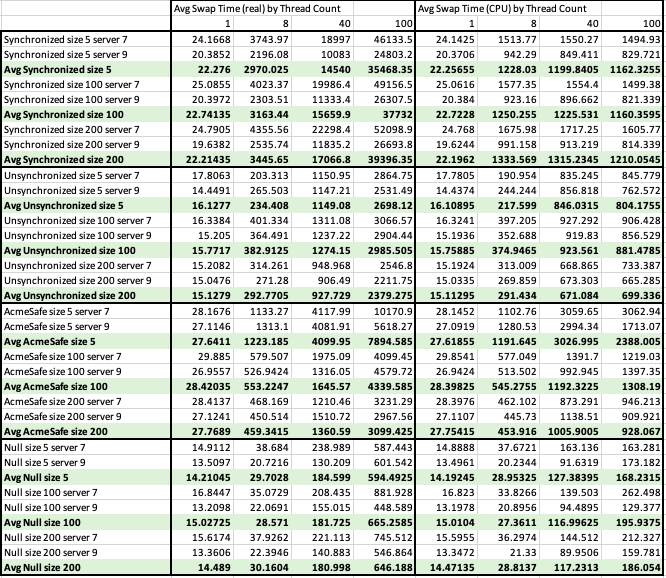 Avg Swap Time (real) by Thread Count Avg Swap Time (CPU) by Thread Count
1 8 40 100 1 8 40 100
Synchronized size 5 server 7 24.1668 3743.97 18997 46133.5 24.1425 1513.77 1550.27 1494.93
Synchronized size 5 server 9 20.3852 2196.08 10083 24803.2 20.3706 942.29 849.411 829.721
Avg Synchronized size 5 22.276 2970.025 14540 35468.35 22.25655 1228.03 1199.8405 1162.3255
Synchronized size 100 server 7 25.0855 4023.37 19986.4 49156.5 25.0616 1577.35 1554.4 1499.38
Synchronized size 100 server 9 20.3972 2303.51 11333.4 26307.5 20.384 923.16 896.662 821.339
Avg Synchronized size 100 22.74135 3163.44 15659.9 37732 22.7228 1250.255 1225.531 1160.3595
Synchronized size 200 server 7 24.7905 4355.56 22298.4 52098.9 24.768 1675.98 1717.25 1605.77
Synchronized size 200 server 9 19.6382 2535.74 11835.2 26693.8 19.6244 991.158 913.219 814.339
Avg Synchronized size 200 22.21435 3445.65 17066.8 39396.35 22.1962 1333.569 1315.2345 1210.0545
Unsynchronized size 5 server 7 17.8063 203.313 1150.95 2864.75 17.7805 190.954 835.245 845.779
Unsynchronized size 5 server 9 14.4491 265.503 1147.21 2531.49 14.4374 244.244 856.818 762.572
Avg Unsynchronized size 5 16.1277 234.408 1149.08 2698.12 16.10895 217.599 846.0315 804.1755
Unsynchronized size 100 server 7 16.3384 401.334 1311.08 3066.57 16.3241 397.205 927.292 906.428
Unsynchronized size 100 server 9 15.205 364.491 1237.22 2904.44 15.1936 352.688 919.83 856.529
Avg Unsynchronized size 100 15.7717 382.9125 1274.15 2985.505 15.75885 374.9465 923.561 881.4785
Unsynchronized size 200 server 7 15.2082 314.261 948.968 2546.8 15.1924 313.009 668.865 733.387
Unsynchronized size 200 server 9 15.0476 271.28 906.49 2211.75 15.0335 269.859 673.303 665.285
Avg Unsynchronized size 200 15.1279 292.7705 927.729 2379.275 15.11295 291.434 671.084 699.336
AcmeSafe size 5 server 7 28.1676 1133.27 4117.99 10170.9 28.1452 1102.76 3059.65 3062.94
AcmeSafe size 5 server 9 27.1146 1313.1 4081.91 5618.27 27.0919 1280.53 2994.34 1713.07
Avg AcmeSafe size 5 27.6411 1223.185 4099.95 7894.585 27.61855 1191.645 3026.995 2388.005
AcmeSafe size 100 server 7 29.885 579.507 1975.09 4099.45 29.8541 577.049 1391.7 1219.03
AcmeSafe size 100 server 9 26.9557 526.9424 1316.05 4579.72 26.9424 513.502 992.945 1397.35
Avg AcmeSafe size 100 28.42035 553.2247 1645.57 4339.585 28.39825 545.2755 1192.3225 1308.19
AcmeSafe size 200 server 7 28.4137 468.169 1210.46 3231.29 28.3976 462.102 873.291 946.213
AcmeSafe size 200 server 9 27.1241 450.514 1510.72 2967.56 27.1107 445.73 1138.51 909.921
Avg AcmeSafe size 200 27.7689 459.3415 1360.59 3099.425 27.75415 453.916 1005.9005 928.067
Null size 5 server 7 14.9112 38.684 238.989 587.443 14.8888 37.6721 163.136 163.281
Null size 5 server 9 13.5097 20.7216 130.209 601.542 13.4961 20.2344 91.6319 173.182
Avg Null size 5 14.21045 29.7028 184.599 594.4925 14.19245 28.95325 127.38395 168.2315
Null size 100 server 7 16.8447 35.0729 208.435 881.928 16.823 33.8266 139.503 262.498
Null size 100 server 9 13.2098 22.0691 155.015 448.589 13.1978 20.8956 94.4895 129.377
Avg Null size 100 15.02725 28.571 181.725 665.2585 15.0104 27.3611 116.99625 195.9375
Null size 200 server 7 15.6174 37.9262 221.113 745.512 15.5955 36.2974 144.512 212.327
Null size 200 server 9 13.3606 22.3946 140.883 546.864 13.3472 21.33 89.9506 159.781
Avg Null size 200 14.489 30.1604 180.998 646.188 14.47135 28.8137 117.2313 186.054